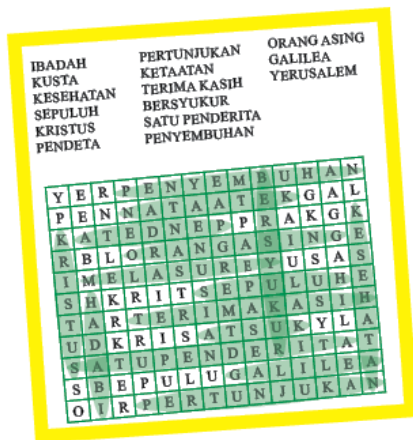 IBADAH
KUSTA
KESEHATAN
SEPULUH
KRISTUS
PENDETA
PERTUNJUKAN
KETAATAN
TERIMA KASIH
BERSYUKUR
SATU PENDERITA
PENYEMBUHAN
ORANG ASING
GALILEA
YERUSALEM
Y E R P E N Y E M B U H A N
P E N N A T A A T E K G A L
K A T E D N E P P R A K G K
R B L O R A N G A S I N G E
I M E L A S U R E Y U S A S
S H K R I T S E P U L U H E
T A R T E R I M A K A S I H
U D K R I S A T S U K Y L A
S A T U P E N D E R I T A T
S B E P U L U G A L I L E A
O I R P E R T U N J U K A N